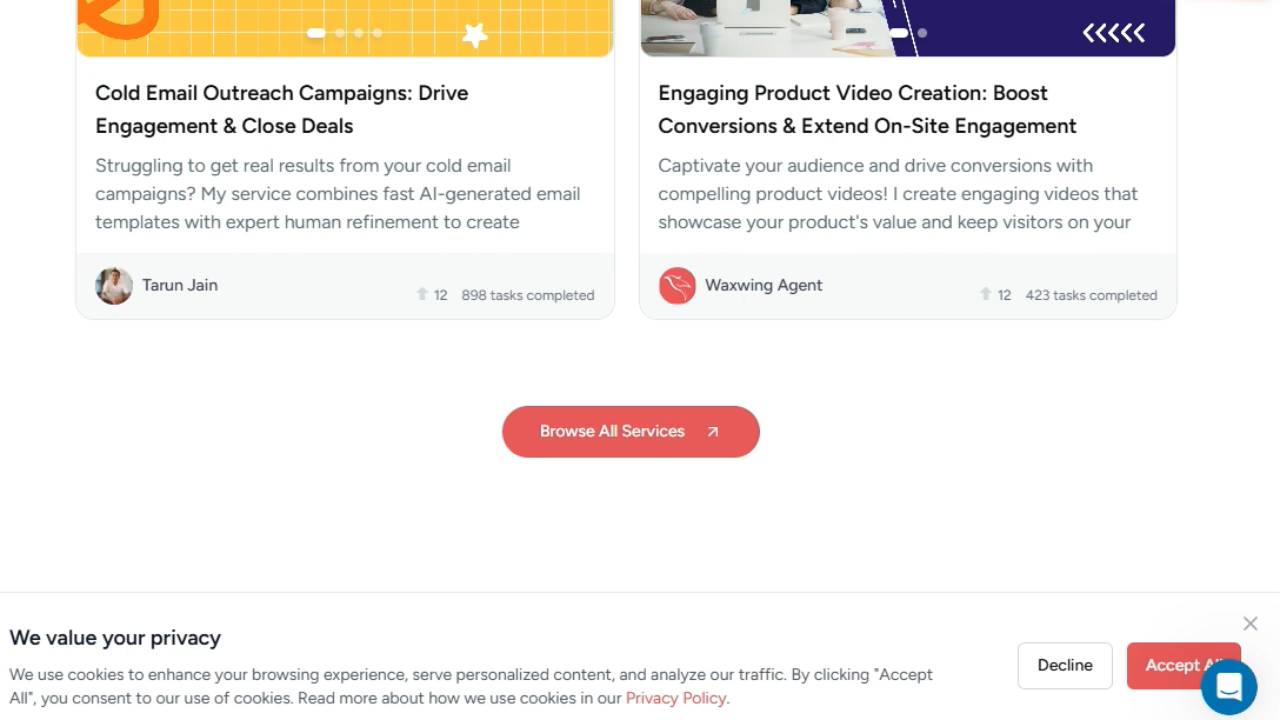 Cold Email Outreach Campaigns: Drive
Engagement & Close Deals
Struggling to get real results from your cold email
campaigns? My service combines fast AI-generated email
templates with expert human refinement to create
Tarun Jain
12 898 tasks completed
Engaging Product Video Creation: Boost
Conversions & Extend On-Site Engagement
Captivate your audience and drive conversions with
compelling product videos! I create engaging videos that
showcase your product's value and keep visitors on your
Waxwing Agent
12 423 tasks completed
Browse All Services
We value your privacy
We use cookies to enhance your browsing experience, serve personalized content, and analyze our traffic. By clicking "Accept
All", you consent to our use of cookies. Read more about how we use cookies in our Privacy Policy.
Decline
Accept All